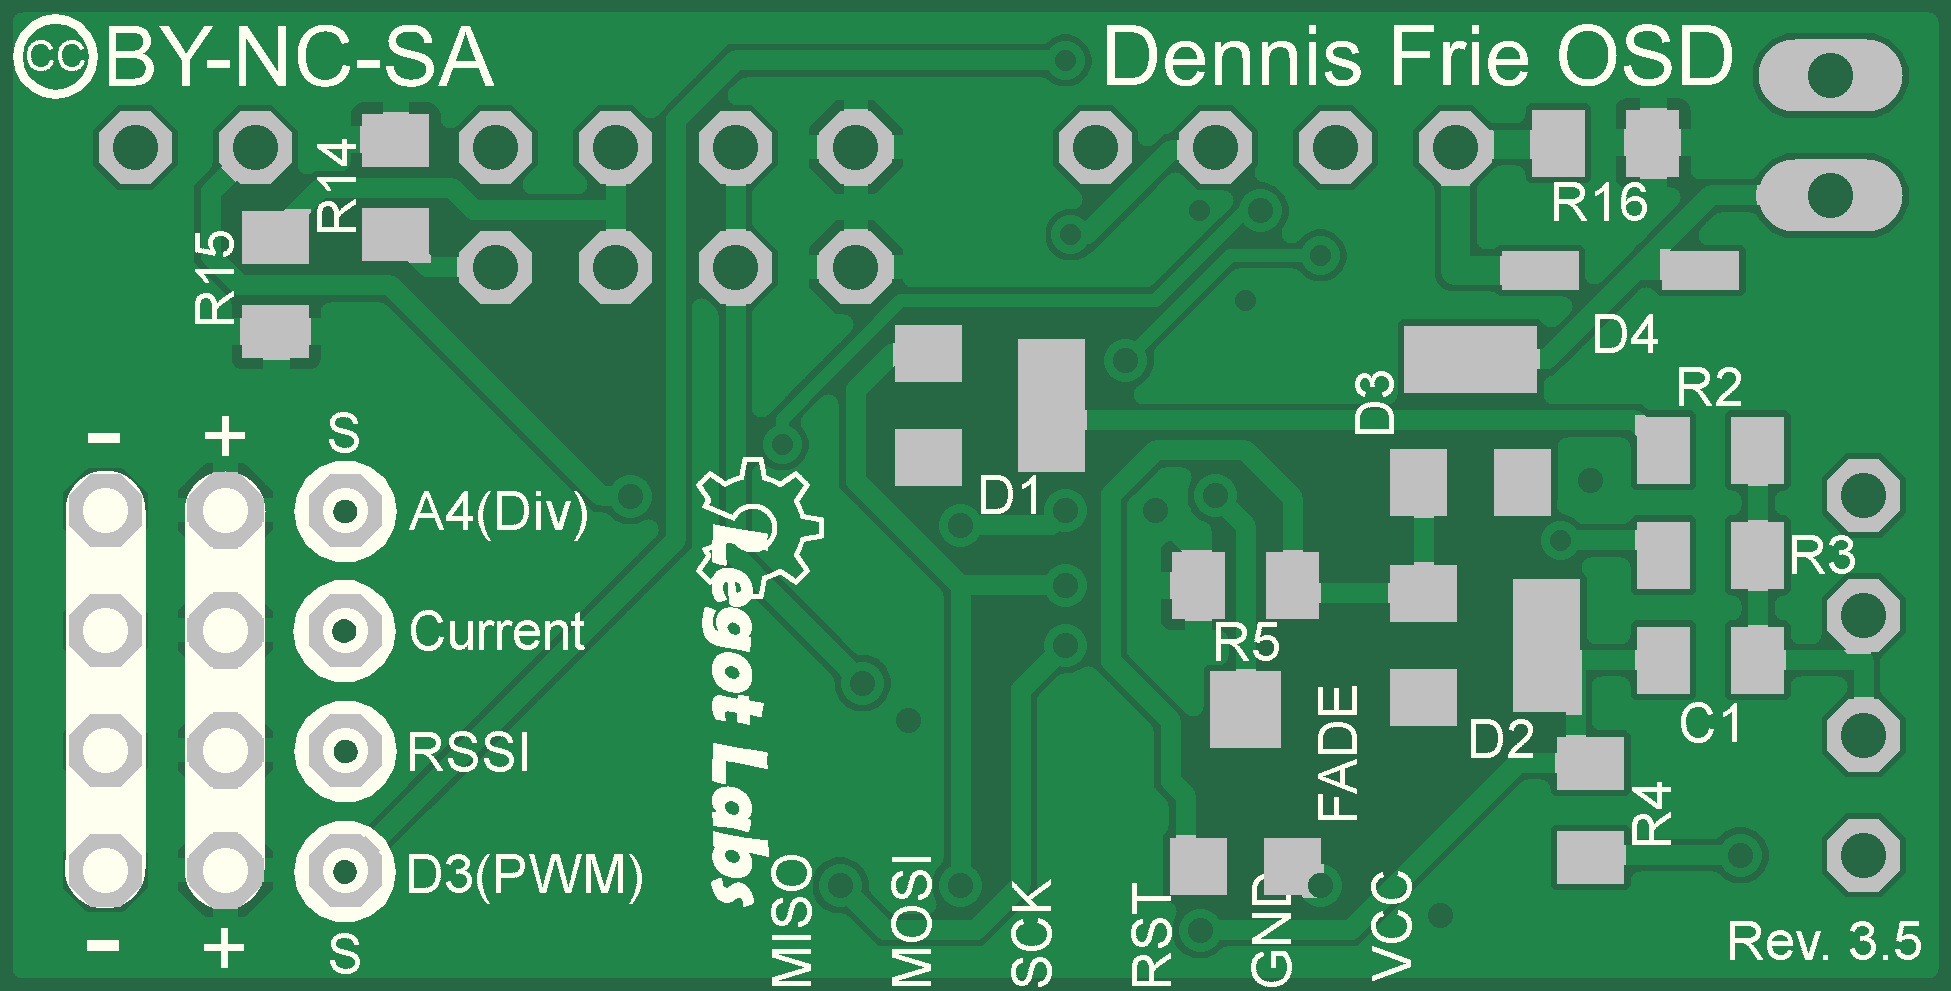 CC BY-NC-SA
Dennis Frie OSD
R14
R16
R15
D4
D3
R2
- + S
D1
A4(Div)
R3
Current
R5
Legot Labs
RSSI
FADE
D2
C1
R4
D3(PWM)
MISO
MOSI
SCK
RST
GND
VCC
- + S
Rev. 3.5